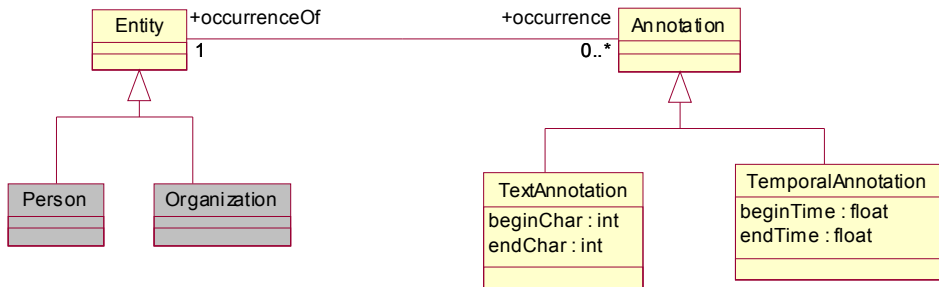 Entity
+occurrenceOf
1
+occurrence
0..*
Annotation
Person
Organization
TextAnnotation
beginChar : int
endChar : int
TemporalAnnotation
beginTime : float
endTime : float